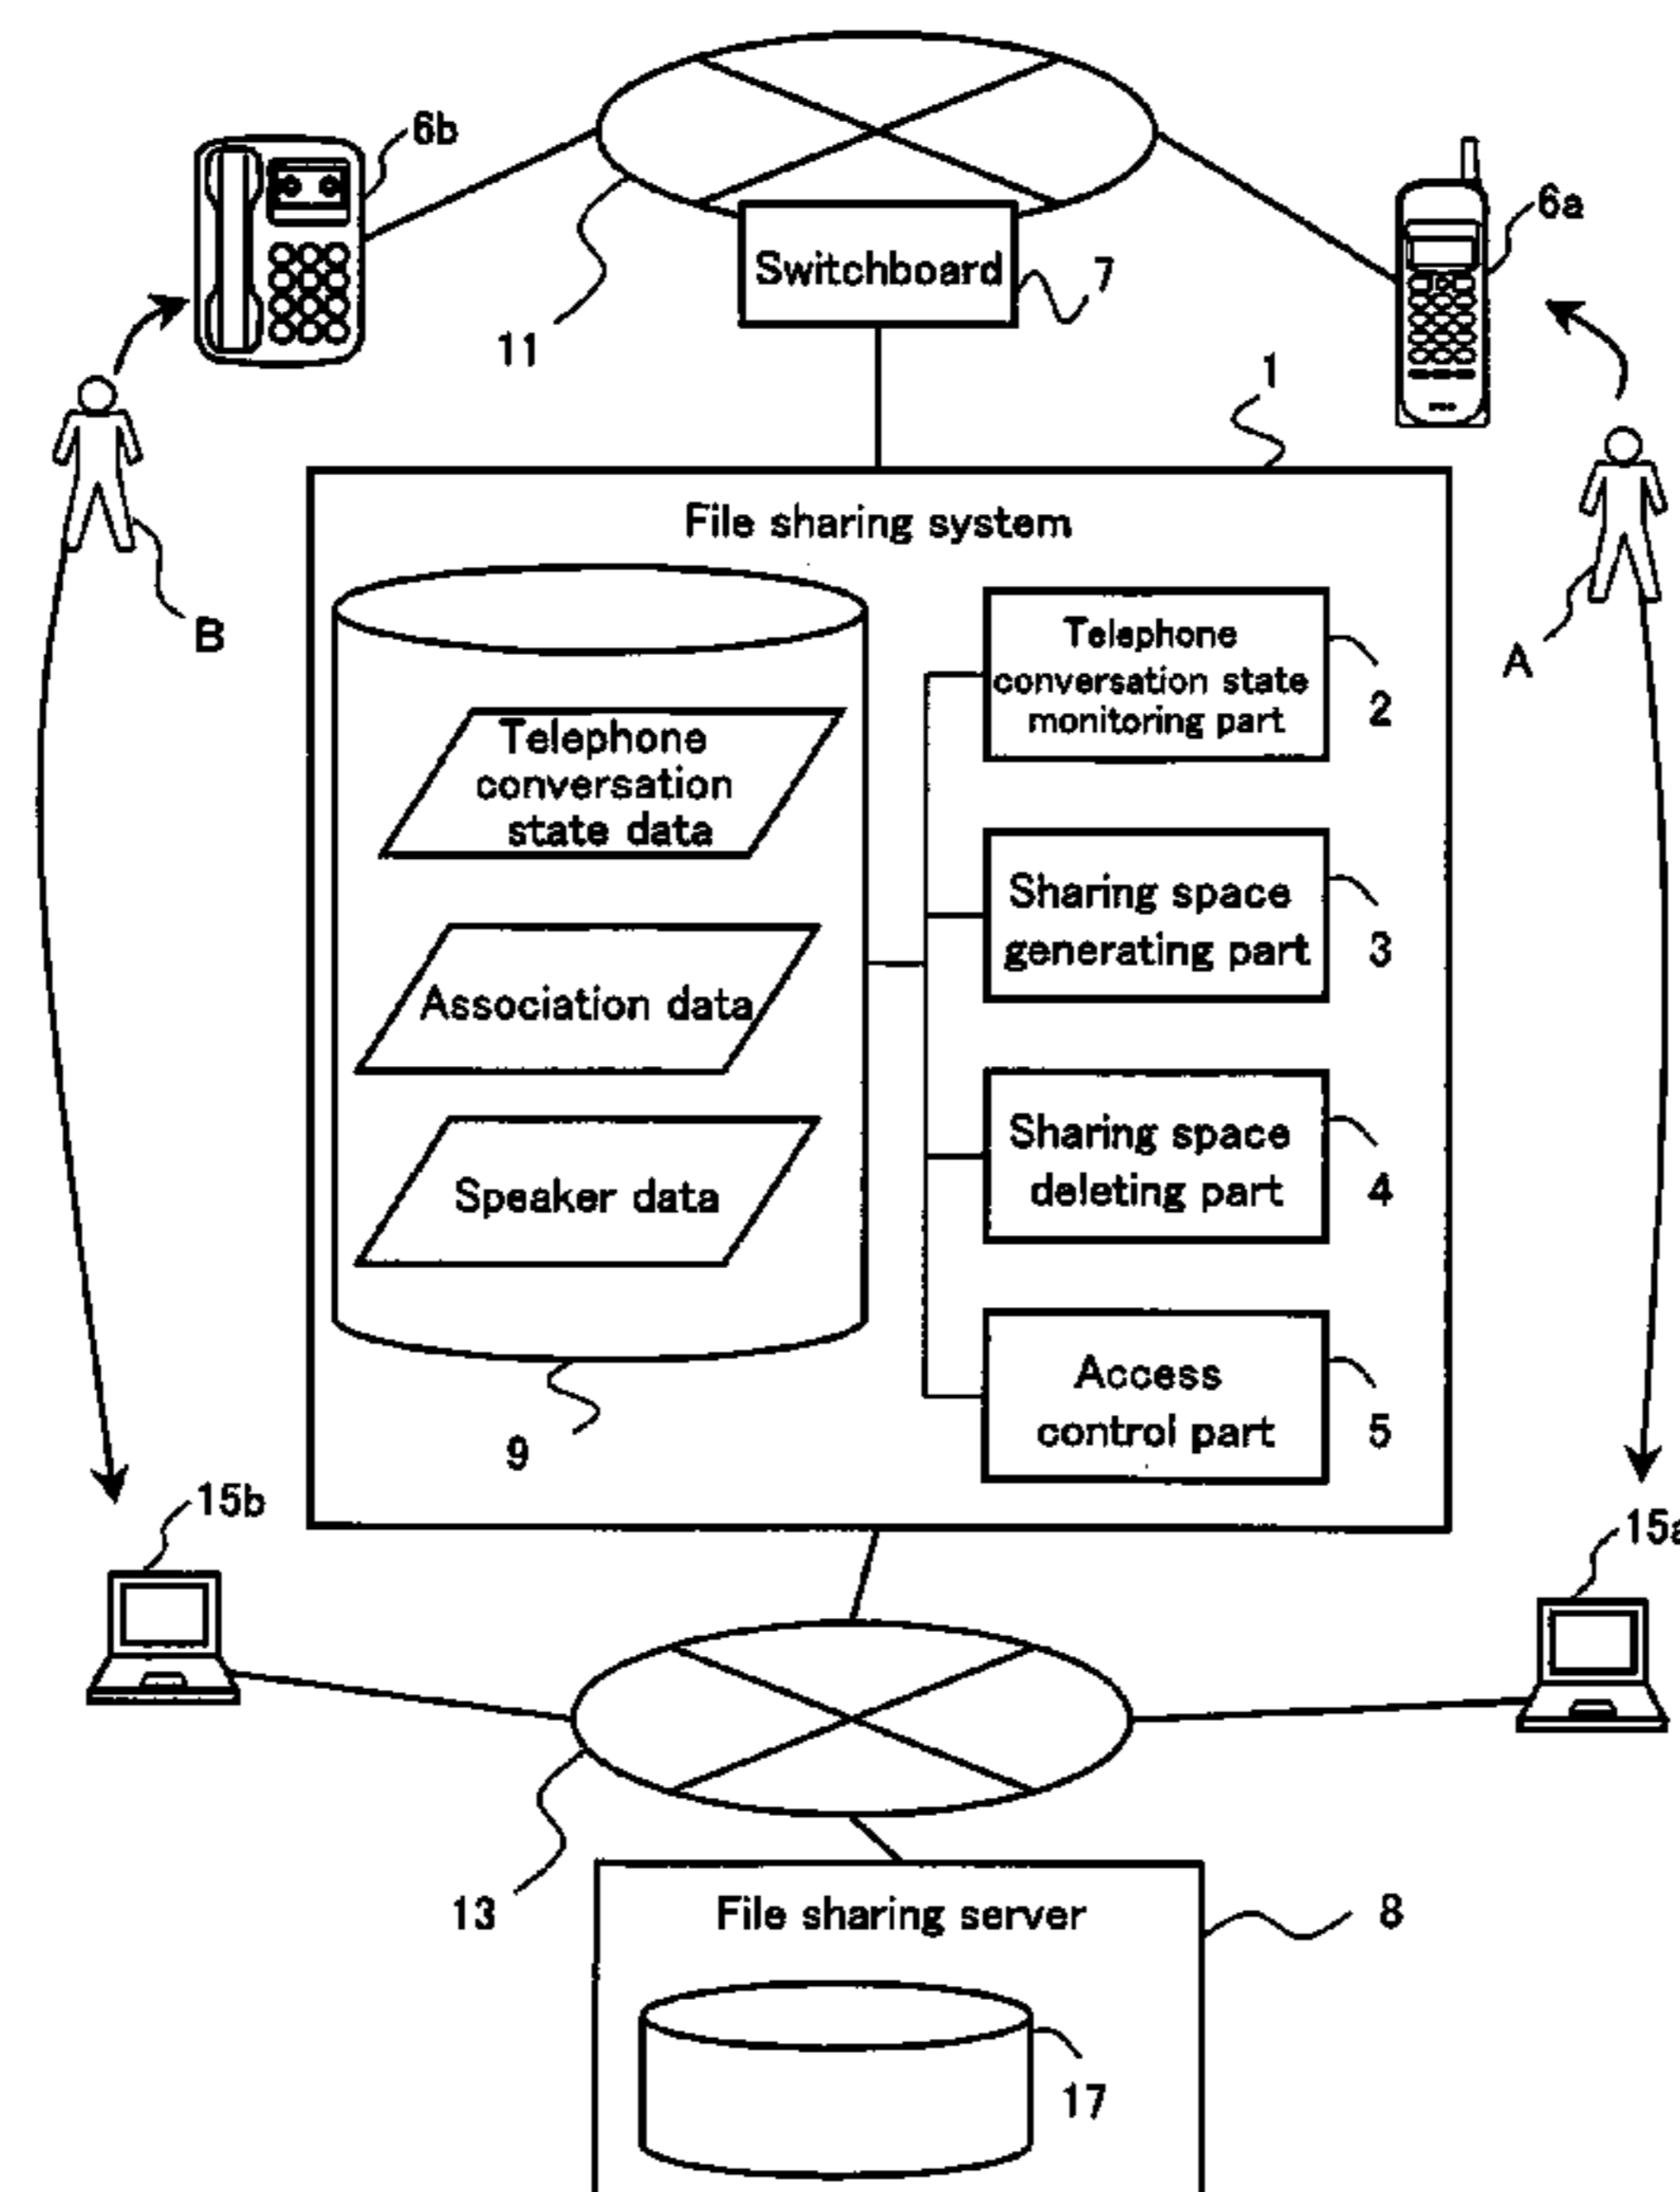 6b
6a
Switchboard
7
11
1
File sharing system
B
A
Telephone
conversation state
monitoring part
2
Telephone
conversation
state data
Sharing space
generating part
3
Association data
Sharing space
deleting part
4
Speaker data
Access
control part
5
9
15b
15a
13
File sharing server
8
17